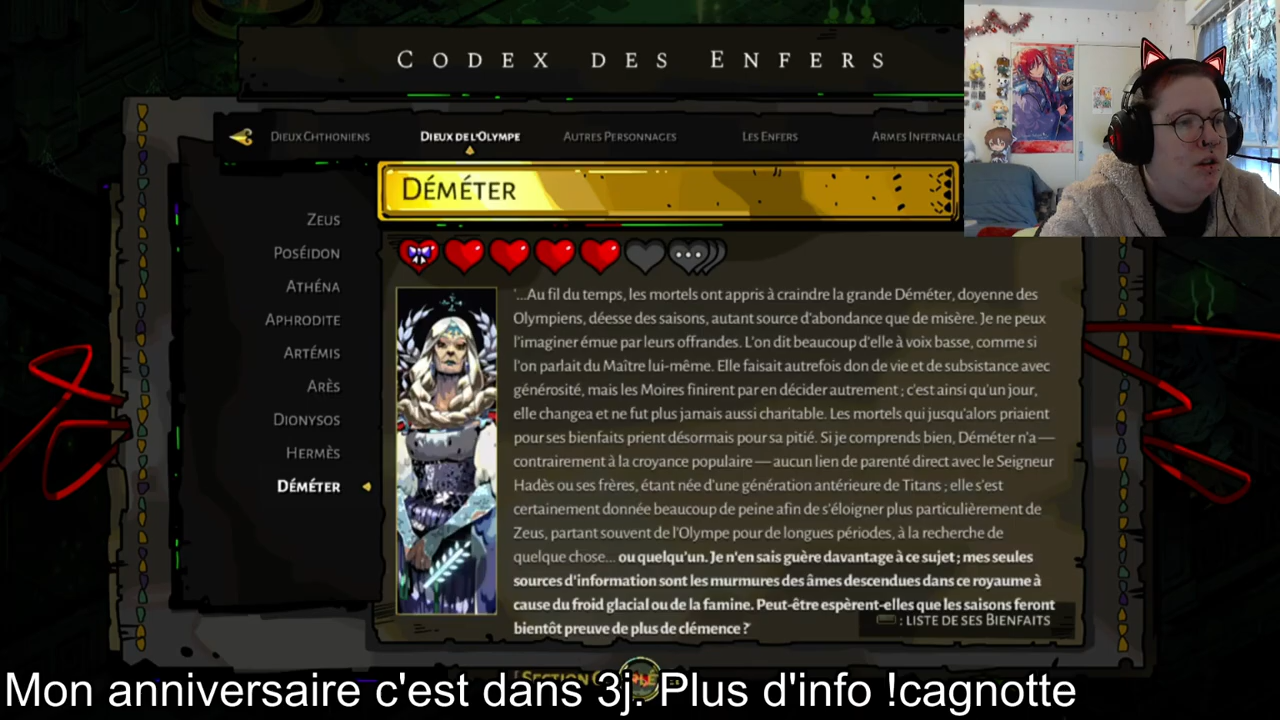 Codex des Enfers
Dieux Chthoniens
Dieux de l'Olympe
Autres Personnages
Les Enfers
Armes Infernales
Déméter
Zeus
Poséidon
Athéna
Aphrodite
Artémis
Arès
Dionysos
Hermès
Déméter
'...Au fil du temps, les mortels ont appris à craindre la grande Déméter, doyenne des
Olympiens, déesse des saisons, autant source d'abondance que de misère. Je ne peux
l'imaginer émue par leurs offrandes. L'on dit beaucoup d'elle à voix basse, comme si
l'on parlait du Maître lui-même. Elle faisait autrefois don de vie et de subsistance avec
générosité, mais les Moires finirent par en décider autrement ; c'est ainsi qu'un jour,
elle changea et ne fut plus jamais aussi charitable. Les mortels qui jusqu'alors priaient
pour ses bienfaits prient désormais pour sa pitié. Si je comprends bien, Déméter n'a —
contrairement à la croyance populaire — aucun lien de parenté direct avec le Seigneur
Hadès ou ses frères, étant née d'une génération antérieure de Titans ; elle s'est
certainement donnée beaucoup de peine afin de s'éloigner plus particulièrement de
Zeus, partant souvent de l'Olympe pour de longues périodes, à la recherche de
quelque chose... ou quelqu'un. Je n'en sais guère davantage à ce sujet ; mes seules
sources d'information sont les murmures des âmes descendues dans ce royaume à
cause du froid glacial ou de la famine. Peut-être espèrent-elles que les saisons feront
bientôt preuve de plus de clémence ?'
: Liste de ses Bienfaits
[Section
Mon anniversaire c'est dans 3j. Plus d'info !cagnotte